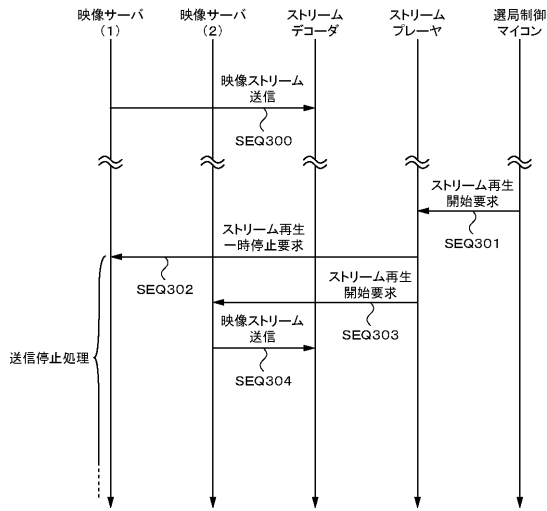 映像サーバ
(1)
映像サーバ
(2)
ストリーム
デコーダ
ストリーム
プレーヤ
選局制御
マイコン
映像ストリーム
送信
SEQ300
ストリーム再生
開始要求
SEQ301
ストリーム再生
一時停止要求
SEQ302
ストリーム再生
開始要求
SEQ303
映像ストリーム
送信
SEQ304
送信停止処理